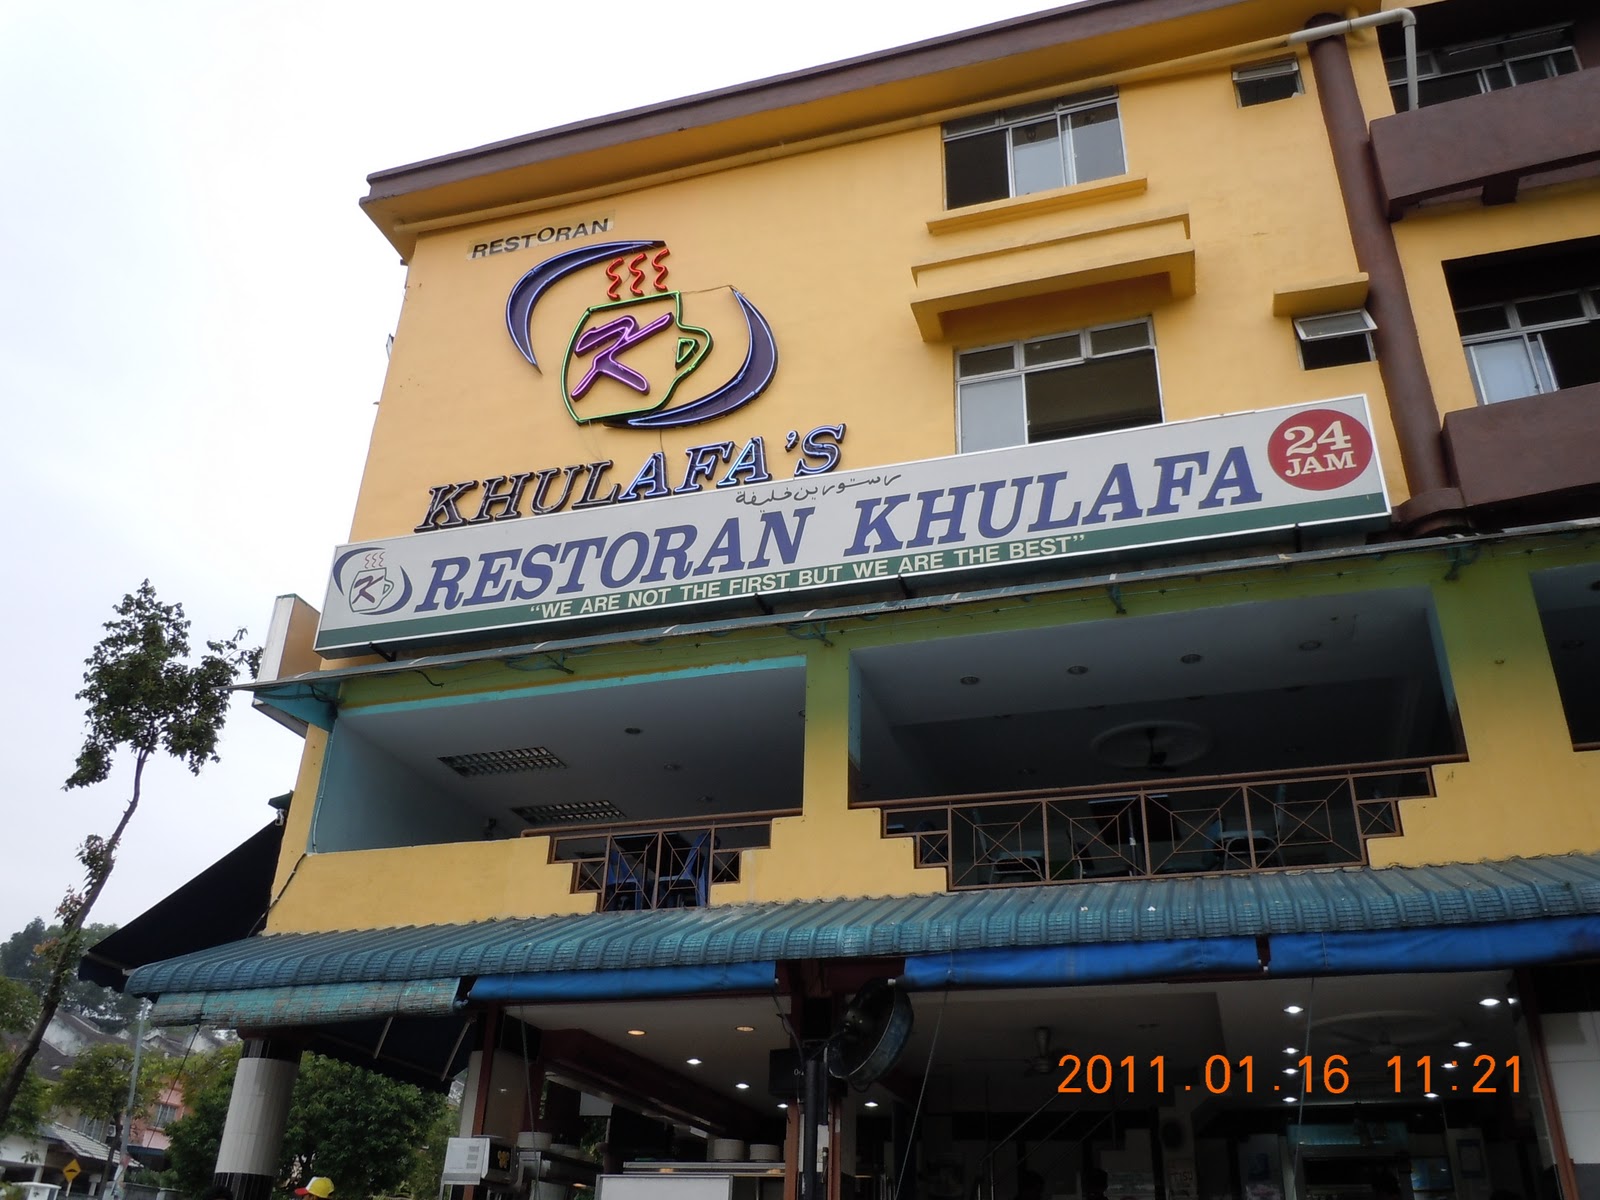 RESTORAN
K
KHULAFA'S
رستورين خليفة
K
RESTORAN KHULAFA
24
JAM
"WE ARE NOT THE FIRST BUT WE ARE THE BEST"
2011.01.16 11:21